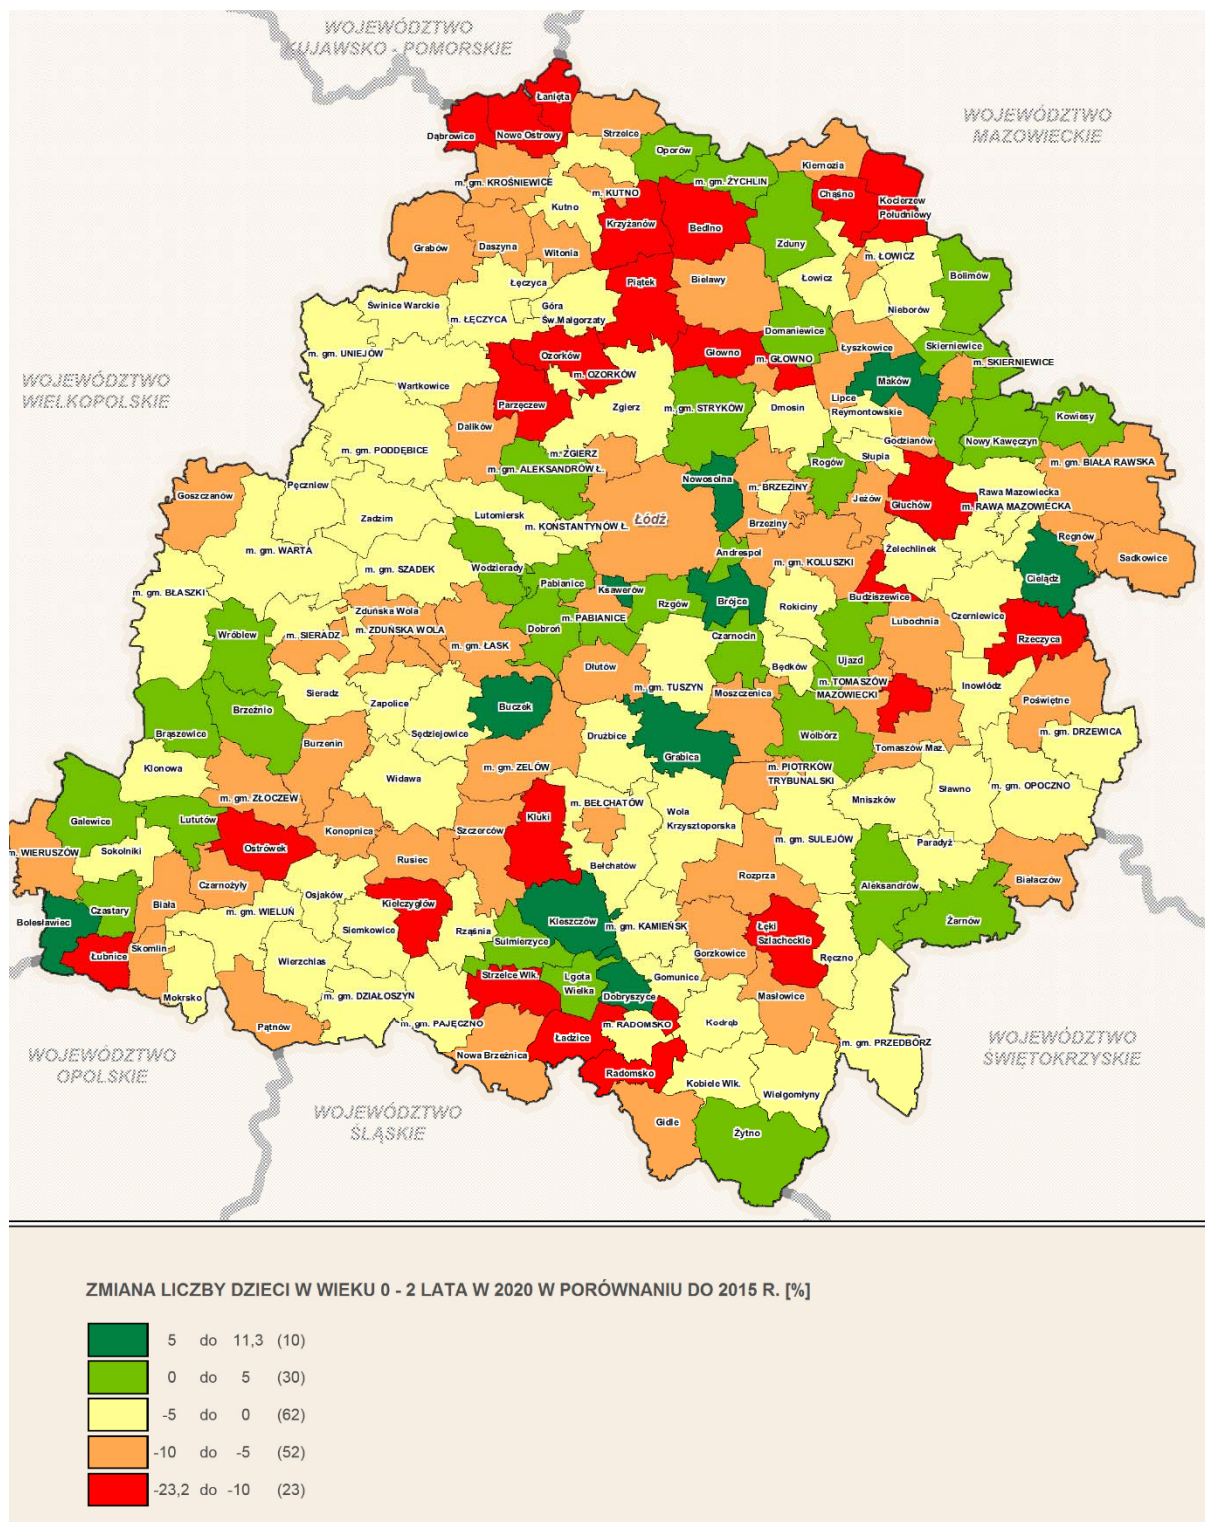 WOJEWÓDZTWO
KUJAWSKO - POMORSKIE
WOJEWÓDZTWO
MAZOWIECKIE
Łanięta
Dąbrowice
Nowe Ostrowy
Strzelce
Oporów
Kiernozia
m. gm. KROŚNIEWICE
m. KUTNO
m. gm. ŻYCHLIN
Chąśno
Kocierzew
Południowy
Kutno
Krzyżanów
Bedlno
Zduny
Grabów
Daszyna
Witonia
m. ŁOWICZ
Bolimów
Łęczyca
Piątek
Bielawy
Łowicz
Świnice Warckie
Góra
Św.Małgorzaty
Nieborów
m. ŁĘCZYCA
Domaniewice
m. gm. UNIEJÓW
Ozorków
Głowno
m. GŁOWNO
Łyszkowice
Skierniewice
m. SKIERNIEWICE
WOJEWÓDZTWO
WIELKOPOLSKIE
Wartkowice
m. OZORKÓW
Maków
Parzęczew
Zgierz
m. gm. STRYKÓW
Dmosin
Lipce
Reymontowskie
Kowiesy
Dalików
Godzianów
Nowy Kawęczyn
m. gm. PODDĘBICE
m. ZGIERZ
m. gm. ALEKSANDRÓW Ł.
Rogów
Słupia
m. gm. BIAŁA RAWSKA
Pęczniew
Nowosolna
m. BRZEZINY
Goszczanów
Jeżów
Głuchów
Rawa Mazowiecka
m. RAWA MAZOWIECKA
Zadzim
Lutomiersk
m. KONSTANTYNÓW Ł.
Łódź
Brzeziny
Regnów
m. gm. WARTA
Andrespol
m. gm. KOLUSZKI
Żelechlinek
Sadkowice
m. gm. SZADEK
Wodzierady
Pabianice
Ksawerów
Cielądz
m. gm. BŁASZKI
Rzgów
Brójce
Rokiciny
Budziszewice
Zduńska Wola
m. PABIANICE
Lubochnia
Czerniewice
Wróblew
m. SIERADZ
m. ZDUŃSKA WOLA
Dobroń
Czarnocin
Rzeczyca
m. gm. ŁASK
Ujazd
Dłutów
Będków
m. TOMASZÓW
MAZOWIECKI
Inowłódz
Sieradz
m. gm. TUSZYN
Moszczenica
Poświętne
Brzeźnio
Zapolice
Buczek
Brąszewice
Sędziejowice
Drużbice
Wolbórz
m. gm. DRZEWICA
Burzenin
Grabica
Tomaszów Maz.
Klonowa
Widawa
m. gm. ZELÓW
m. PIOTRKÓW
TRYBUNALSKI
m. gm. OPOCZNO
m. gm. ZŁOCZEW
m. BEŁCHATÓW
Mniszków
Sławno
Galewice
Lututów
Kluki
Wola
Krzysztoporska
Konopnica
Szczerców
m. gm. SULEJÓW
Paradyż
m. WIERUSZÓW
Sokolniki
Ostrówek
Rusiec
Bełchatów
Rozprza
Czarnożyły
Aleksandrów
Białaczów
Osjaków
Kiełczygłów
Biała
Czastary
m. gm. WIELUŃ
Kleszczów
Bolesławiec
Siemkowice
Rząśnia
m. gm. KAMIEŃSK
Łęki
Szlacheckie
Żarnów
Skomlin
Sulmierzyce
Łubnice
Wierzchlas
Gorzkowice
Ręczno
Strzelce Wlk.
Lgota
Wielka
Gomunice
Mokrsko
m. gm. DZIAŁOSZYN
Dobryszyce
Masłowice
Pątnów
m. gm. PAJĘCZNO
m. RADOMSKO
Kodrąb
Ładzice
m. gm. PRZEDBÓRZ
Nowa Brzeźnica
Radomsko
Kobiele Wlk.
Wielgomłyny
WOJEWÓDZTWO
OPOLSKIE
WOJEWÓDZTWO
ŚWIĘTOKRZYSKIE
Gidle
Żytno
WOJEWÓDZTWO
ŚLĄSKIE
ZMIANA LICZBY DZIECI W WIEKU 0 - 2 LATA W 2020 W PORÓWNANIU DO 2015 R. [%]
5 do 11,3 (10)
0 do 5 (30)
-5 do 0 (62)
-10 do -5 (52)
-23,2 do -10 (23)